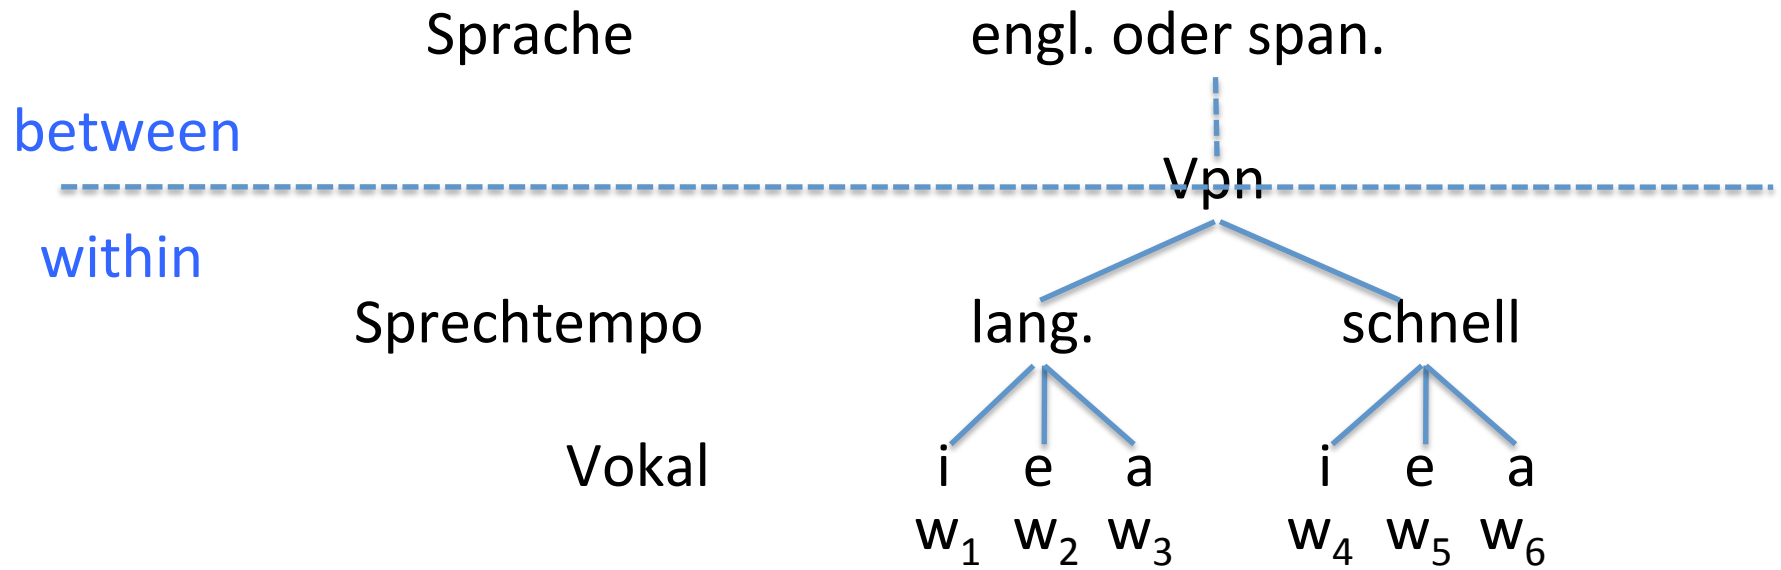 Sprache engl. oder span.
between
Vpn
within
Sprechtempo lang. schnell
Vokal i e a i e a
w₁ w₂ w₃ w₄ w₅ w₆